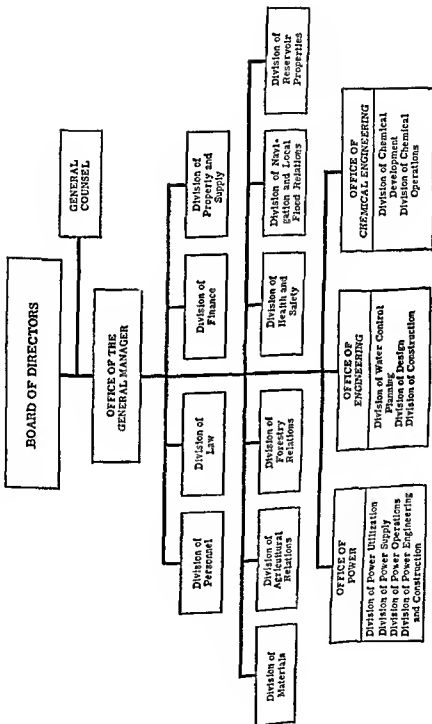 BOARD OF DIRECTORS
GENERAL
COUNSEL
OFFICE OF THE
GENERAL MANAGER
Division of
Personnel
Division of
Law
Division of
Finance
Division of
Property and
Supply
Division of
Materials
Division of
Agricultural
Relations
Division of
Forestry
Relations
Division of
Health and
Safety
Division of Navi-
gation and Local
Flood Relations
Division of
Reservoir
Properties
OFFICE OF
POWER
Division of Power Utilization
Division of Power Supply
Division of Power Operations
Division of Power Engineering
and Construction
OFFICE OF
ENGINEERING
Division of Water Control
Planning
Division of Design
Division of Construction
OFFICE OF
CHEMICAL ENGINEERING
Division of Chemical
Development
Division of Chemical
Operations